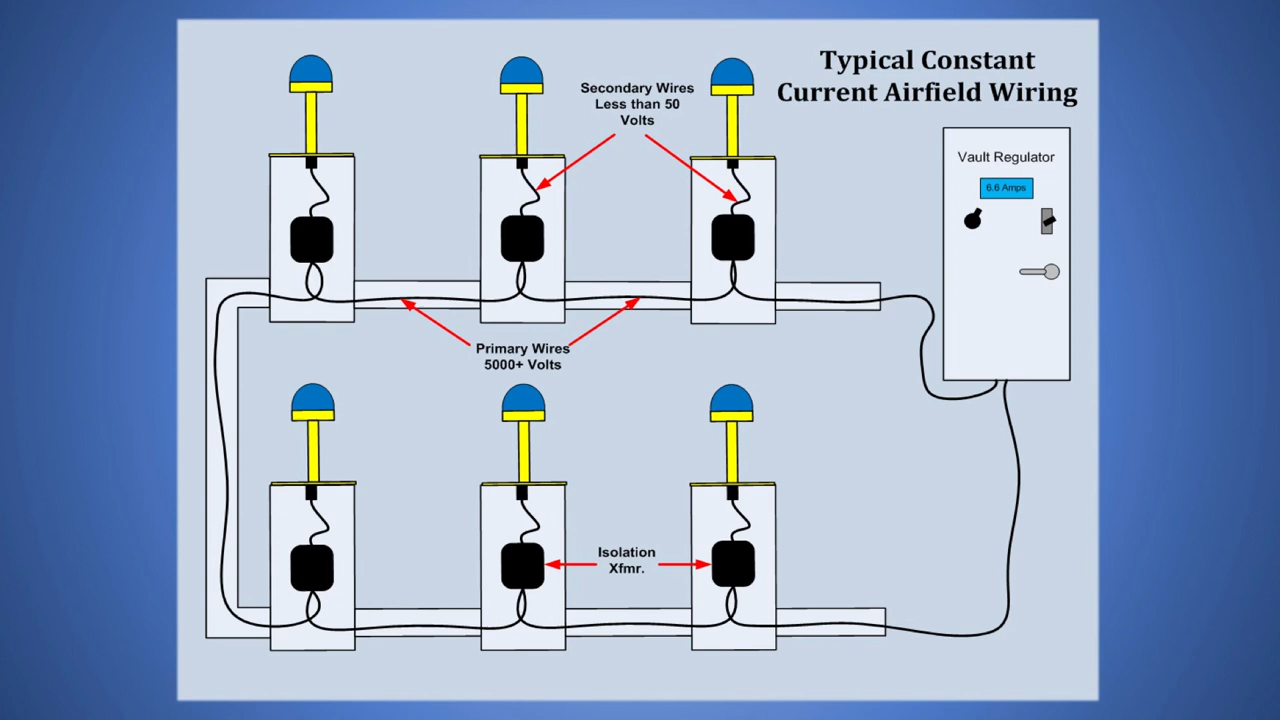 Typical Constant
Current Airfield Wiring
Secondary Wires
Less than 50
Volts
Vault Regulator
6.6 Amps
Primary Wires
5000+ Volts
Isolation
Xfmr.